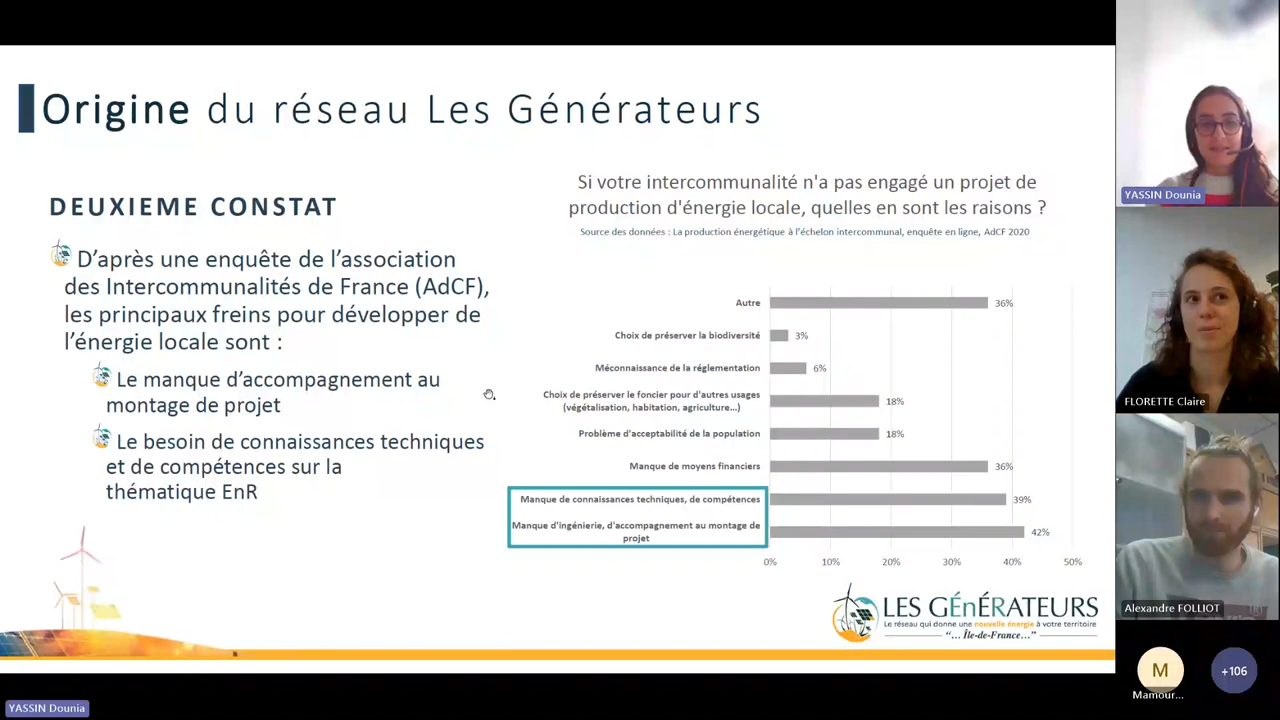 Origine du réseau Les Générateurs
DEUXIEME CONSTAT
D'après une enquête de l'association
des Intercommunalités de France (AdCF),
les principaux freins pour développer de
l'énergie locale sont :
Le manque d'accompagnement au
montage de projet
Le besoin de connaissances techniques
et de compétences sur la
thématique EnR
Si votre intercommunalité n'a pas engagé un projet de
production d'énergie locale, quelles en sont les raisons ?
Source des données : La production énergétique à l'échelon intercommunal, enquête en ligne, AdCF 2020
Autre 36%
Choix de préserver la biodiversité 3%
Méconnaissance de la réglementation 6%
Choix de préserver le foncier pour d'autres usages
(végétalisation, habitation, agriculture...) 18%
Problème d'acceptabilité de la population 18%
Manque de moyens financiers 36%
Manque de connaissances techniques, de compétences 39%
Manque d'ingénierie, d'accompagnement au montage de
projet 42%
0% 10% 20% 30% 40% 50%
LES GÉnÉRATEURS
Le réseau qui donne une nouvelle énergie à votre territoire
“... Île-de-France...”
YASSIN Dounia
FLORETTE Claire
Alexandre FOLLIOT
M
Mamour...
+106
YASSIN Dounia